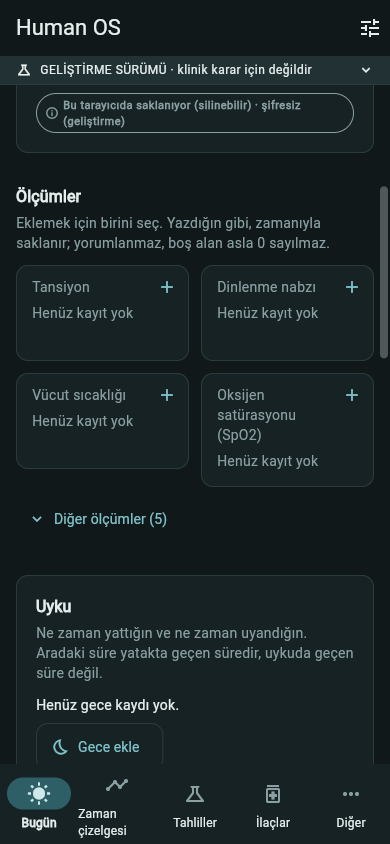 Human OS
GELİŞTİRME SÜRÜMÜ · klinik karar için değildir
Bu tarayıcıda saklanıyor (silinebilir) · şifresiz
(geliştirme)
Ölçümler
Eklemek için birini seç. Yazdığın gibi, zamanıyla
saklanır; yorumlanmaz, boş alan asla 0 sayılmaz.
Tansiyon
Henüz kayıt yok
Dinlenme nabzı
Henüz kayıt yok
Vücut sıcaklığı
Henüz kayıt yok
Oksijen
satürasyonu
(SpO2)
Henüz kayıt yok
Diğer ölçümler (5)
Uyku
Ne zaman yattığın ve ne zaman uyandığın.
Aradaki süre yatakta geçen süredir, uykuda geçen
süre değil.
Henüz gece kaydı yok.
Gece ekle
Bugün
Zaman
çizelgesi
Tahliller
İlaçlar
Diğer